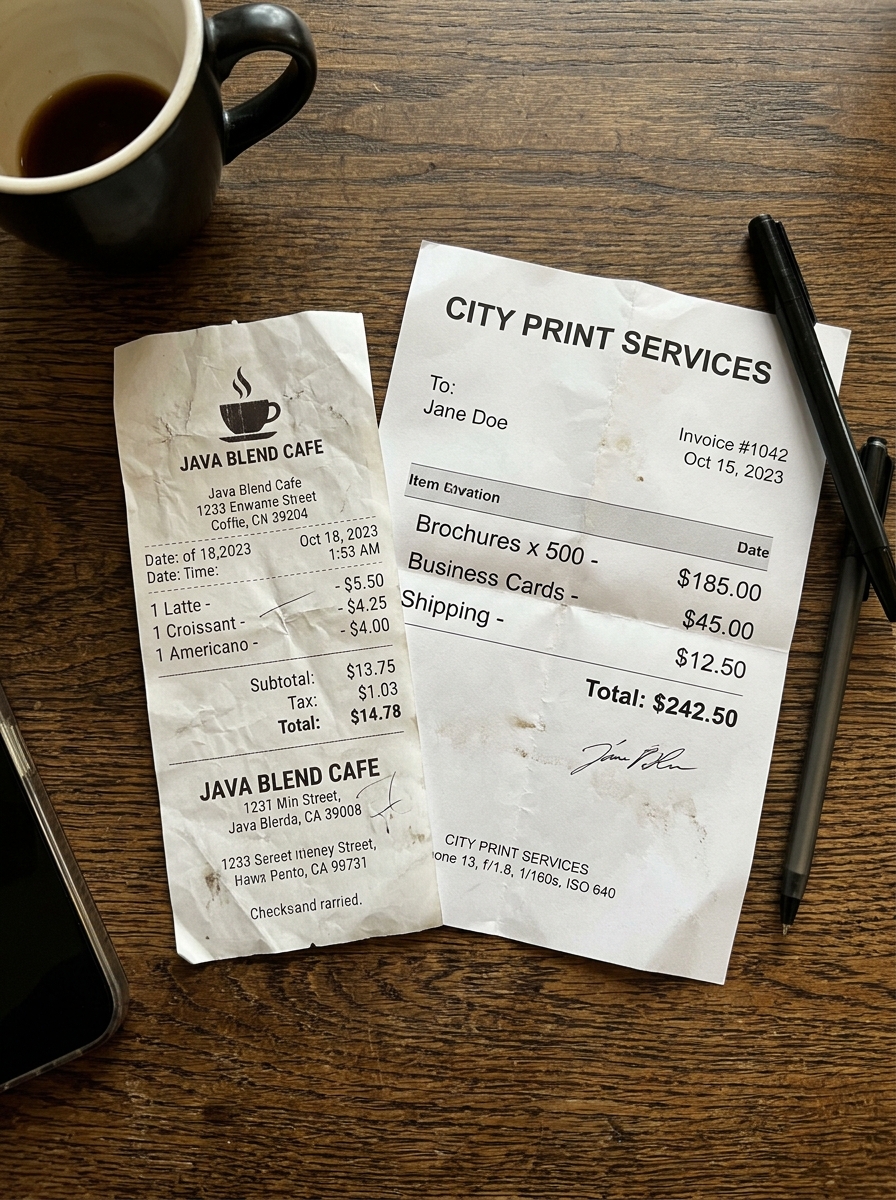 JAVA BLEND CAFE
Java Blend Cafe
1233 Enwame Street
Coffie, CN 39204
Date: of 18,2023 Oct 18, 2023
Date: Time: 1:53 AM
1 Latte - - $5.50
1 Croissant - - $4.25
1 Americano - - $4.00
Subtotal: $13.75
Tax: $1.03
Total: $14.78
JAVA BLEND CAFE
1231 Min Street,
Java Blerda, CA 39008
1233 Sereet Street,
Pento, CA 99731
Checksand rarried.
CITY PRINT SERVICES
To:
Jane Doe
Invoice #1042
Oct 15, 2023
Item Date
Brochures x 500 - $185.00
Business Cards - $45.00
Shipping - $12.50
Total: $242.50
CITY PRINT SERVICES
one 13, f/1.8, 1/160s, ISO 640